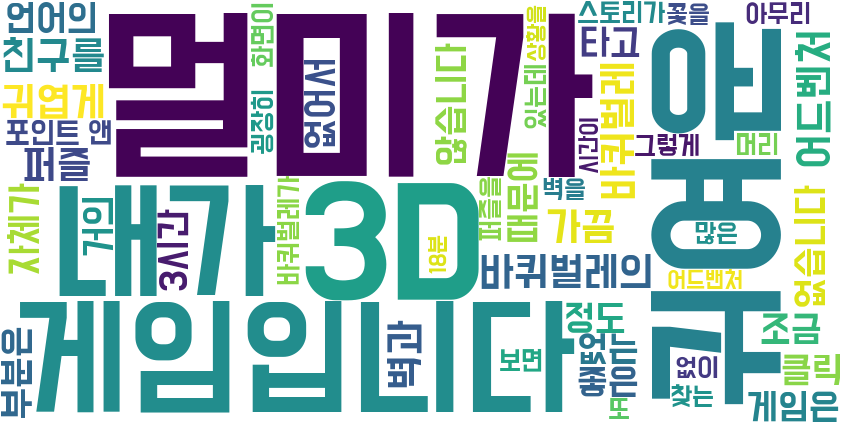 언어의
친구를
귀엽게
포인트 앤
퍼즐
멀미가
화면이
굉장히
없어서
않습니다
상황을
있는데
스토리가
꽃을
아무리
타고
바퀴벌레
시간이
그렇게
머리
어드벤처
자체가
거의
3시간
내가
바퀴벌레가
3D
18분
퍼즐을
때문에
벽을
가끔
많은
없습니다
바퀴벌레의
어드밴처
부분은
게임입니다
벽과
보면
정도
없는
좋은
또
없이
찾는
조금
클릭
게임은